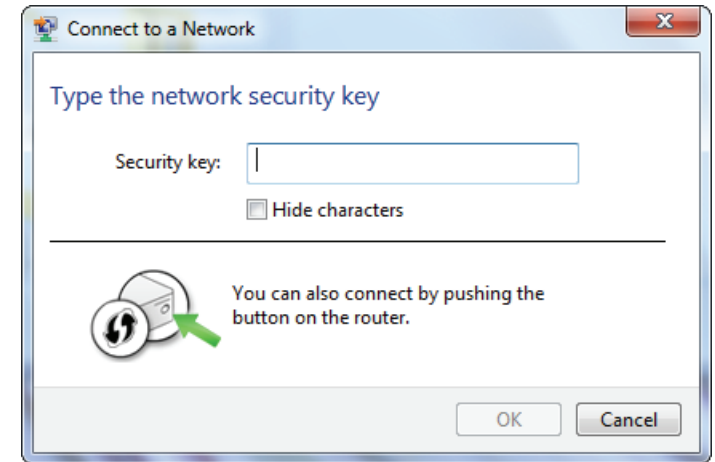 Connect to a Network
Type the network security key
Security key:
Hide characters
You can also connect by pushing the
button on the router.
OK
Cancel